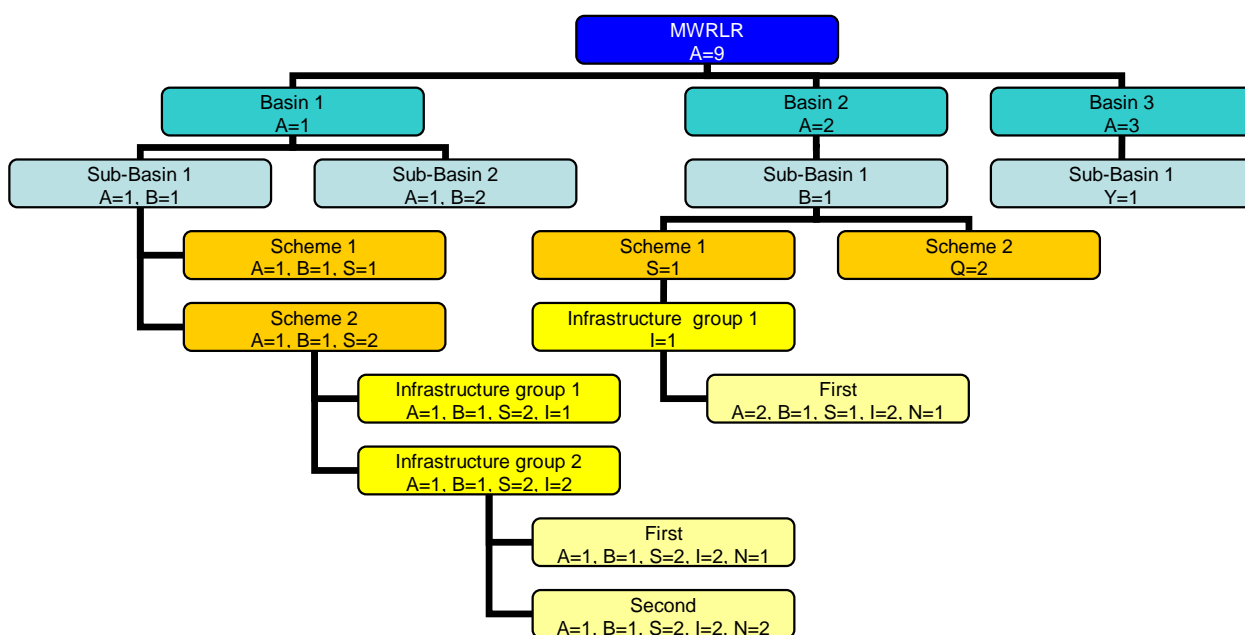 MWRLR
A=9
Basin 1
A=1
Basin 2
A=2
Basin 3
A=3
Sub-Basin 1
A=1, B=1
Sub-Basin 2
A=1, B=2
Sub-Basin 1
B=1
Sub-Basin 1
Y=1
Scheme 1
A=1, B=1, S=1
Scheme 1
S=1
Scheme 2
Q=2
Scheme 2
A=1, B=1, S=2
Infrastructure group 1
I=1
Infrastructure group 1
A=1, B=1, S=2, I=1
First
A=2, B=1, S=1, I=2, N=1
Infrastructure group 2
A=1, B=1, S=2, I=2
First
A=1, B=1, S=2, I=2, N=1
Second
A=1, B=1, S=2, I=2, N=2